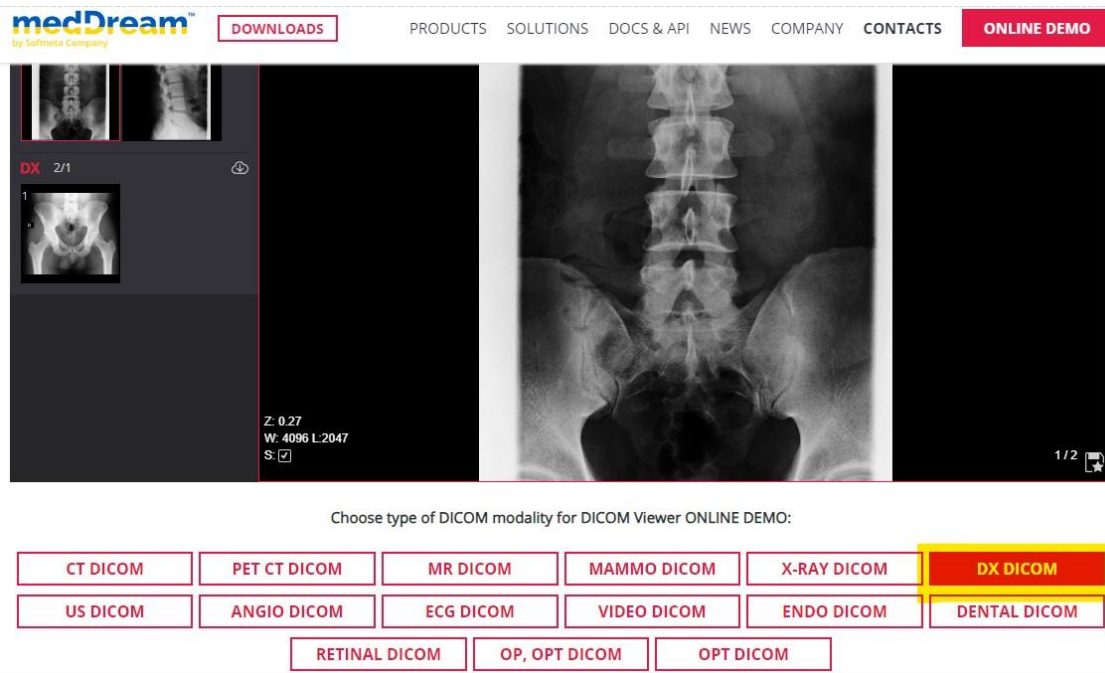 medDream™
by Softneta Company
DOWNLOADS
PRODUCTS SOLUTIONS DOCS & API NEWS COMPANY CONTACTS ONLINE DEMO
DX 2/1
1
Z: 0.27
W: 4096 L:2047
S:
1 / 2
Choose type of DICOM modality for DICOM Viewer ONLINE DEMO:
CT DICOM PET CT DICOM MR DICOM MAMMO DICOM X-RAY DICOM DX DICOM
US DICOM ANGIO DICOM ECG DICOM VIDEO DICOM ENDO DICOM DENTAL DICOM
RETINAL DICOM OP, OPT DICOM OPT DICOM